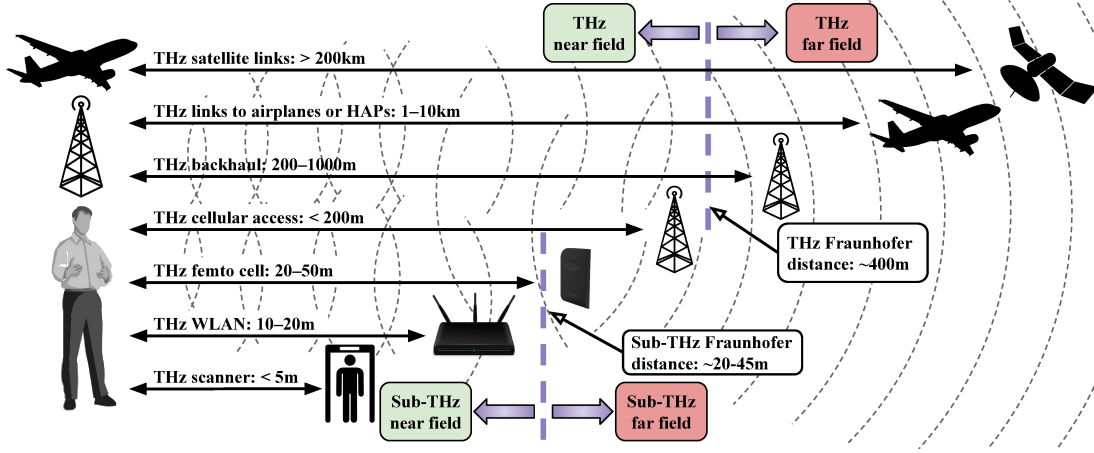 THz
near field
THz
far field
THz satellite links: > 200km
THz links to airplanes or HAPs: 1–10km
THz backhaul: 200–1000m
THz cellular access: < 200m
THz Fraunhofer
distance: ~400m
THz femto cell: 20–50m
THz WLAN: 10–20m
Sub-THz Fraunhofer
distance: ~20-45m
THz scanner: < 5m
Sub-THz
near field
Sub-THz
far field